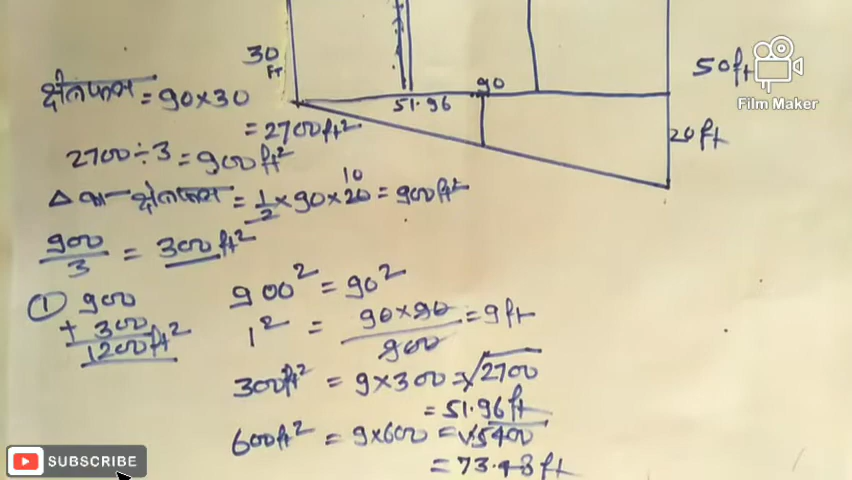 30
FT
50ft
Film Maker
क्षेत्रफल = 90×30
51.96
90
= 2700ft²
20ft
2700÷3 = 900ft²
10
△ का क्षेत्रफल = 1/2 × 90×20 = 900ft²
900/3 = 300ft²
① 900
+ 300
1200ft²
900² = 90²
1² = 90×90/900 = 9ft
300ft² = 9×300 = √2700
= 51.96ft
600ft² = 9×600 = √5400
= 73.48ft
SUBSCRIBE